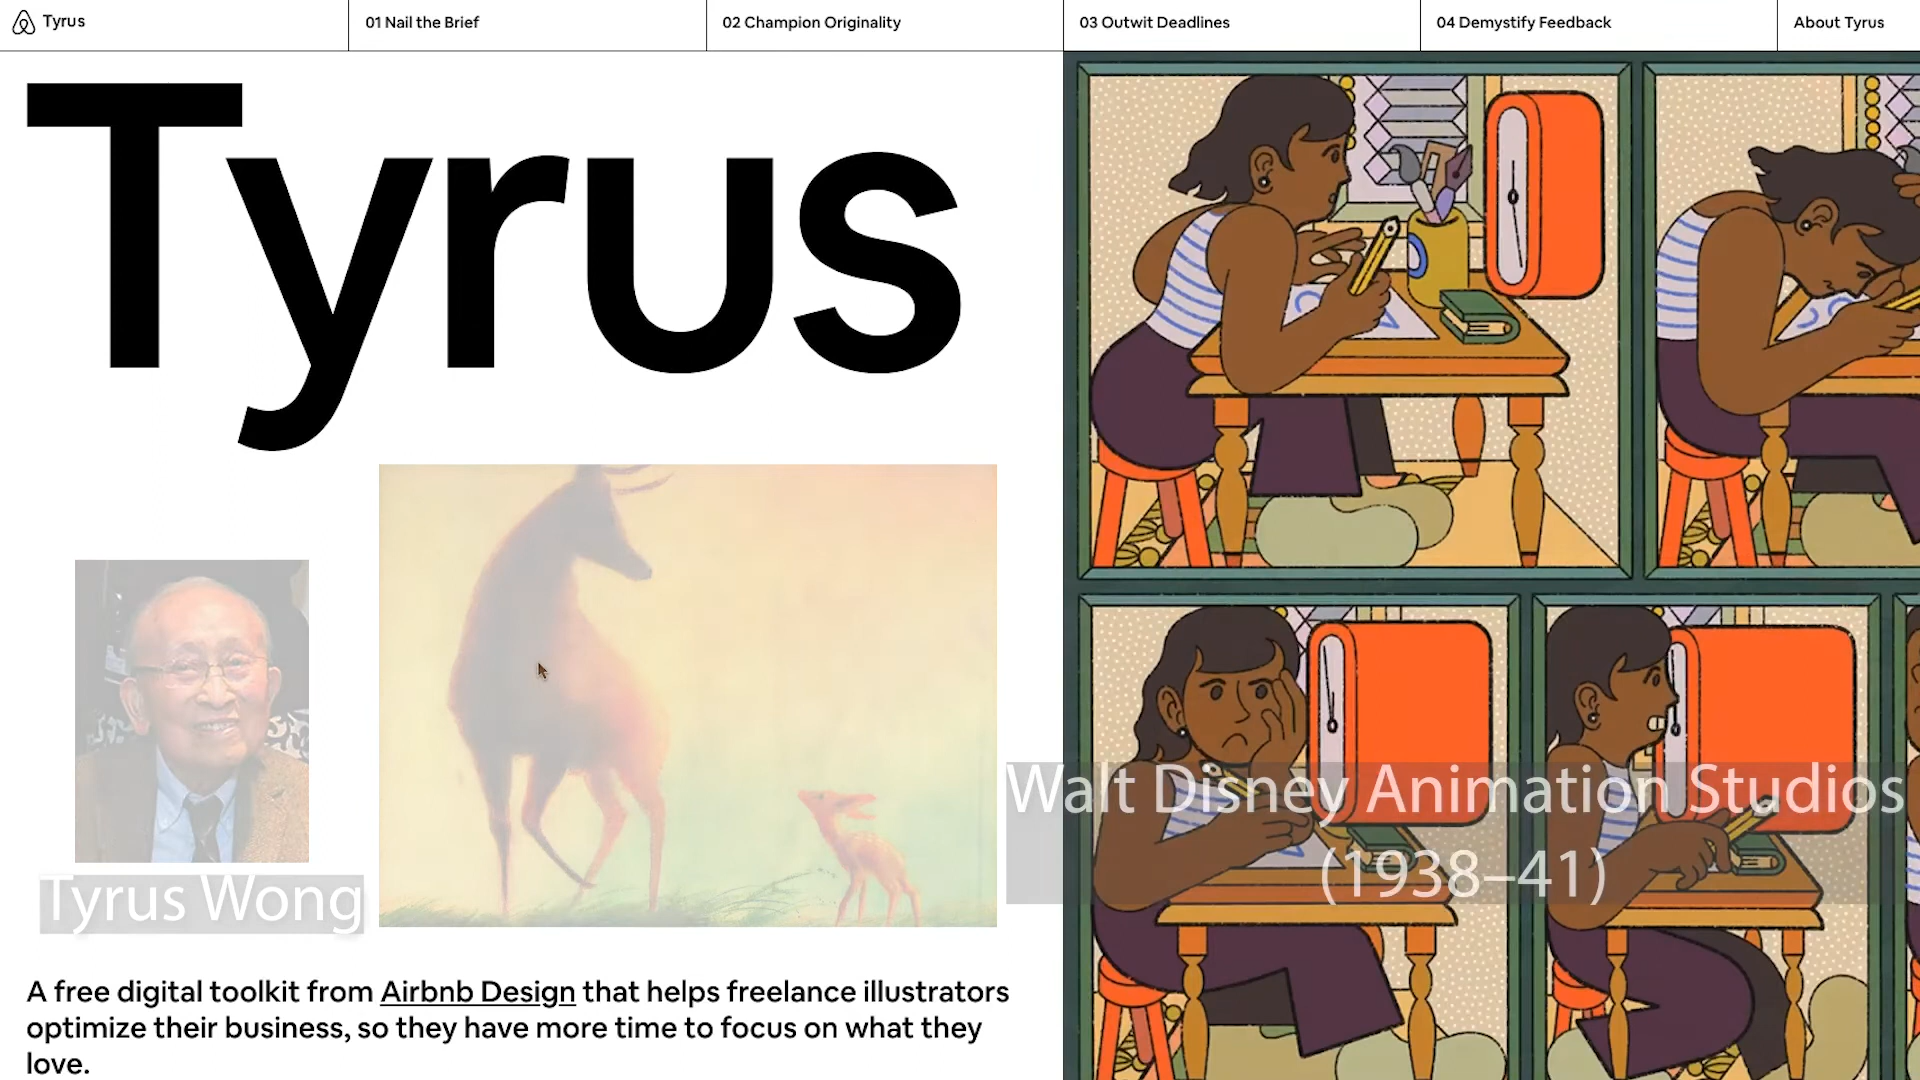 Tyrus
01 Nail the Brief
02 Champion Originality
03 Outwit Deadlines
04 Demystify Feedback
About Tyrus
Tyrus
Tyrus Wong
Walt Disney Animation Studios
(1938–41)
A free digital toolkit from Airbnb Design that helps freelance illustrators
optimize their business, so they have more time to focus on what they
love.